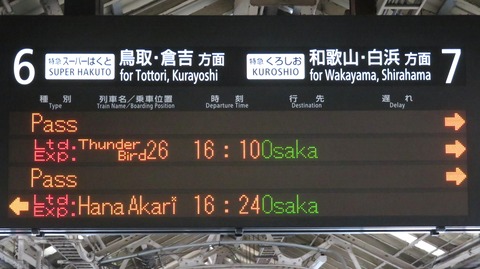 6 特急 スーパーはくと SUPER HAKUTO 鳥取・倉吉 方面 for Tottori, Kurayoshi
特急 くろしお KUROSHIO 和歌山・白浜 方面 for Wakayama, Shirahama 7
種 別 列車名／乗車位置 Train Name/Boarding Position 時 刻 Departure Time 行 先 Destination 遅 れ Delay
Pass →
Ltd. Exp. Thunder Bird 26 16:10 Osaka →
Pass →
← Ltd. Exp. Hana Akari 16:24 Osaka